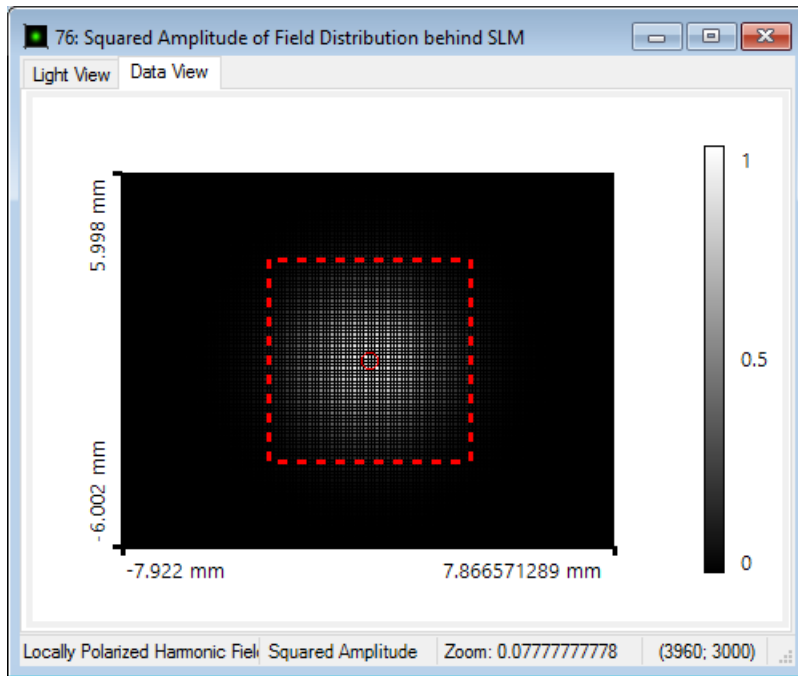 76: Squared Amplitude of Field Distribution behind SLM
Light View Data View
5.998 mm
-6.002 mm
-7.922 mm 7.866571289 mm
1
0.5
0
Locally Polarized Harmonic Fiel Squared Amplitude Zoom: 0.07777777778 (3960; 3000)